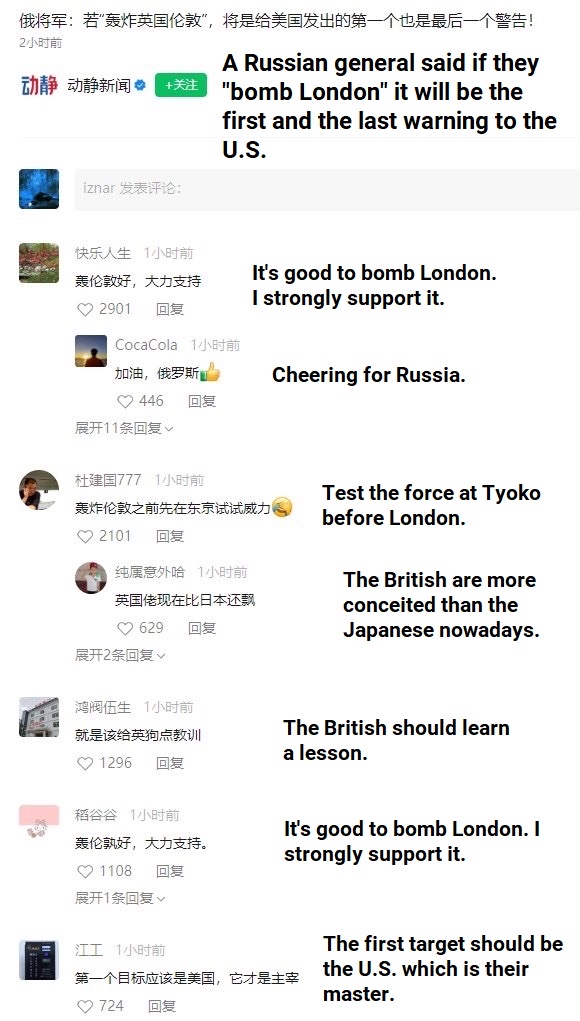 俄将军：若“轰炸英国伦敦”，将是给美国发出的第一个也是最后一个警告！
2小时前
动静
动静新闻
+关注
A Russian general said if they
"bomb London" it will be the
first and the last warning to the
U.S.
iznar 发表评论:
快乐人生 1小时前
轰伦敦好，大力支持
2901 回复
It's good to bomb London.
I strongly support it.
CocaCola 1小时前
加油，俄罗斯👍
446 回复
Cheering for Russia.
展开11条回复
杜建国777 1小时前
轰炸伦敦之前先在东京试试威力
2101 回复
Test the force at Tyoko
before London.
纯属意外哈 1小时前
英国佬现在比日本还飘
629 回复
The British are more
conceited than the
Japanese nowadays.
展开2条回复
鸿阀伍生 1小时前
就是该给英狗点教训
1296 回复
The British should learn
a lesson.
稻谷谷 1小时前
轰伦孰好，大力支持。
1108 回复
It's good to bomb London. I
strongly support it.
展开1条回复
江工 1小时前
第一个目标应该是美国，它才是主宰
724 回复
The first target should be
the U.S. which is their
master.